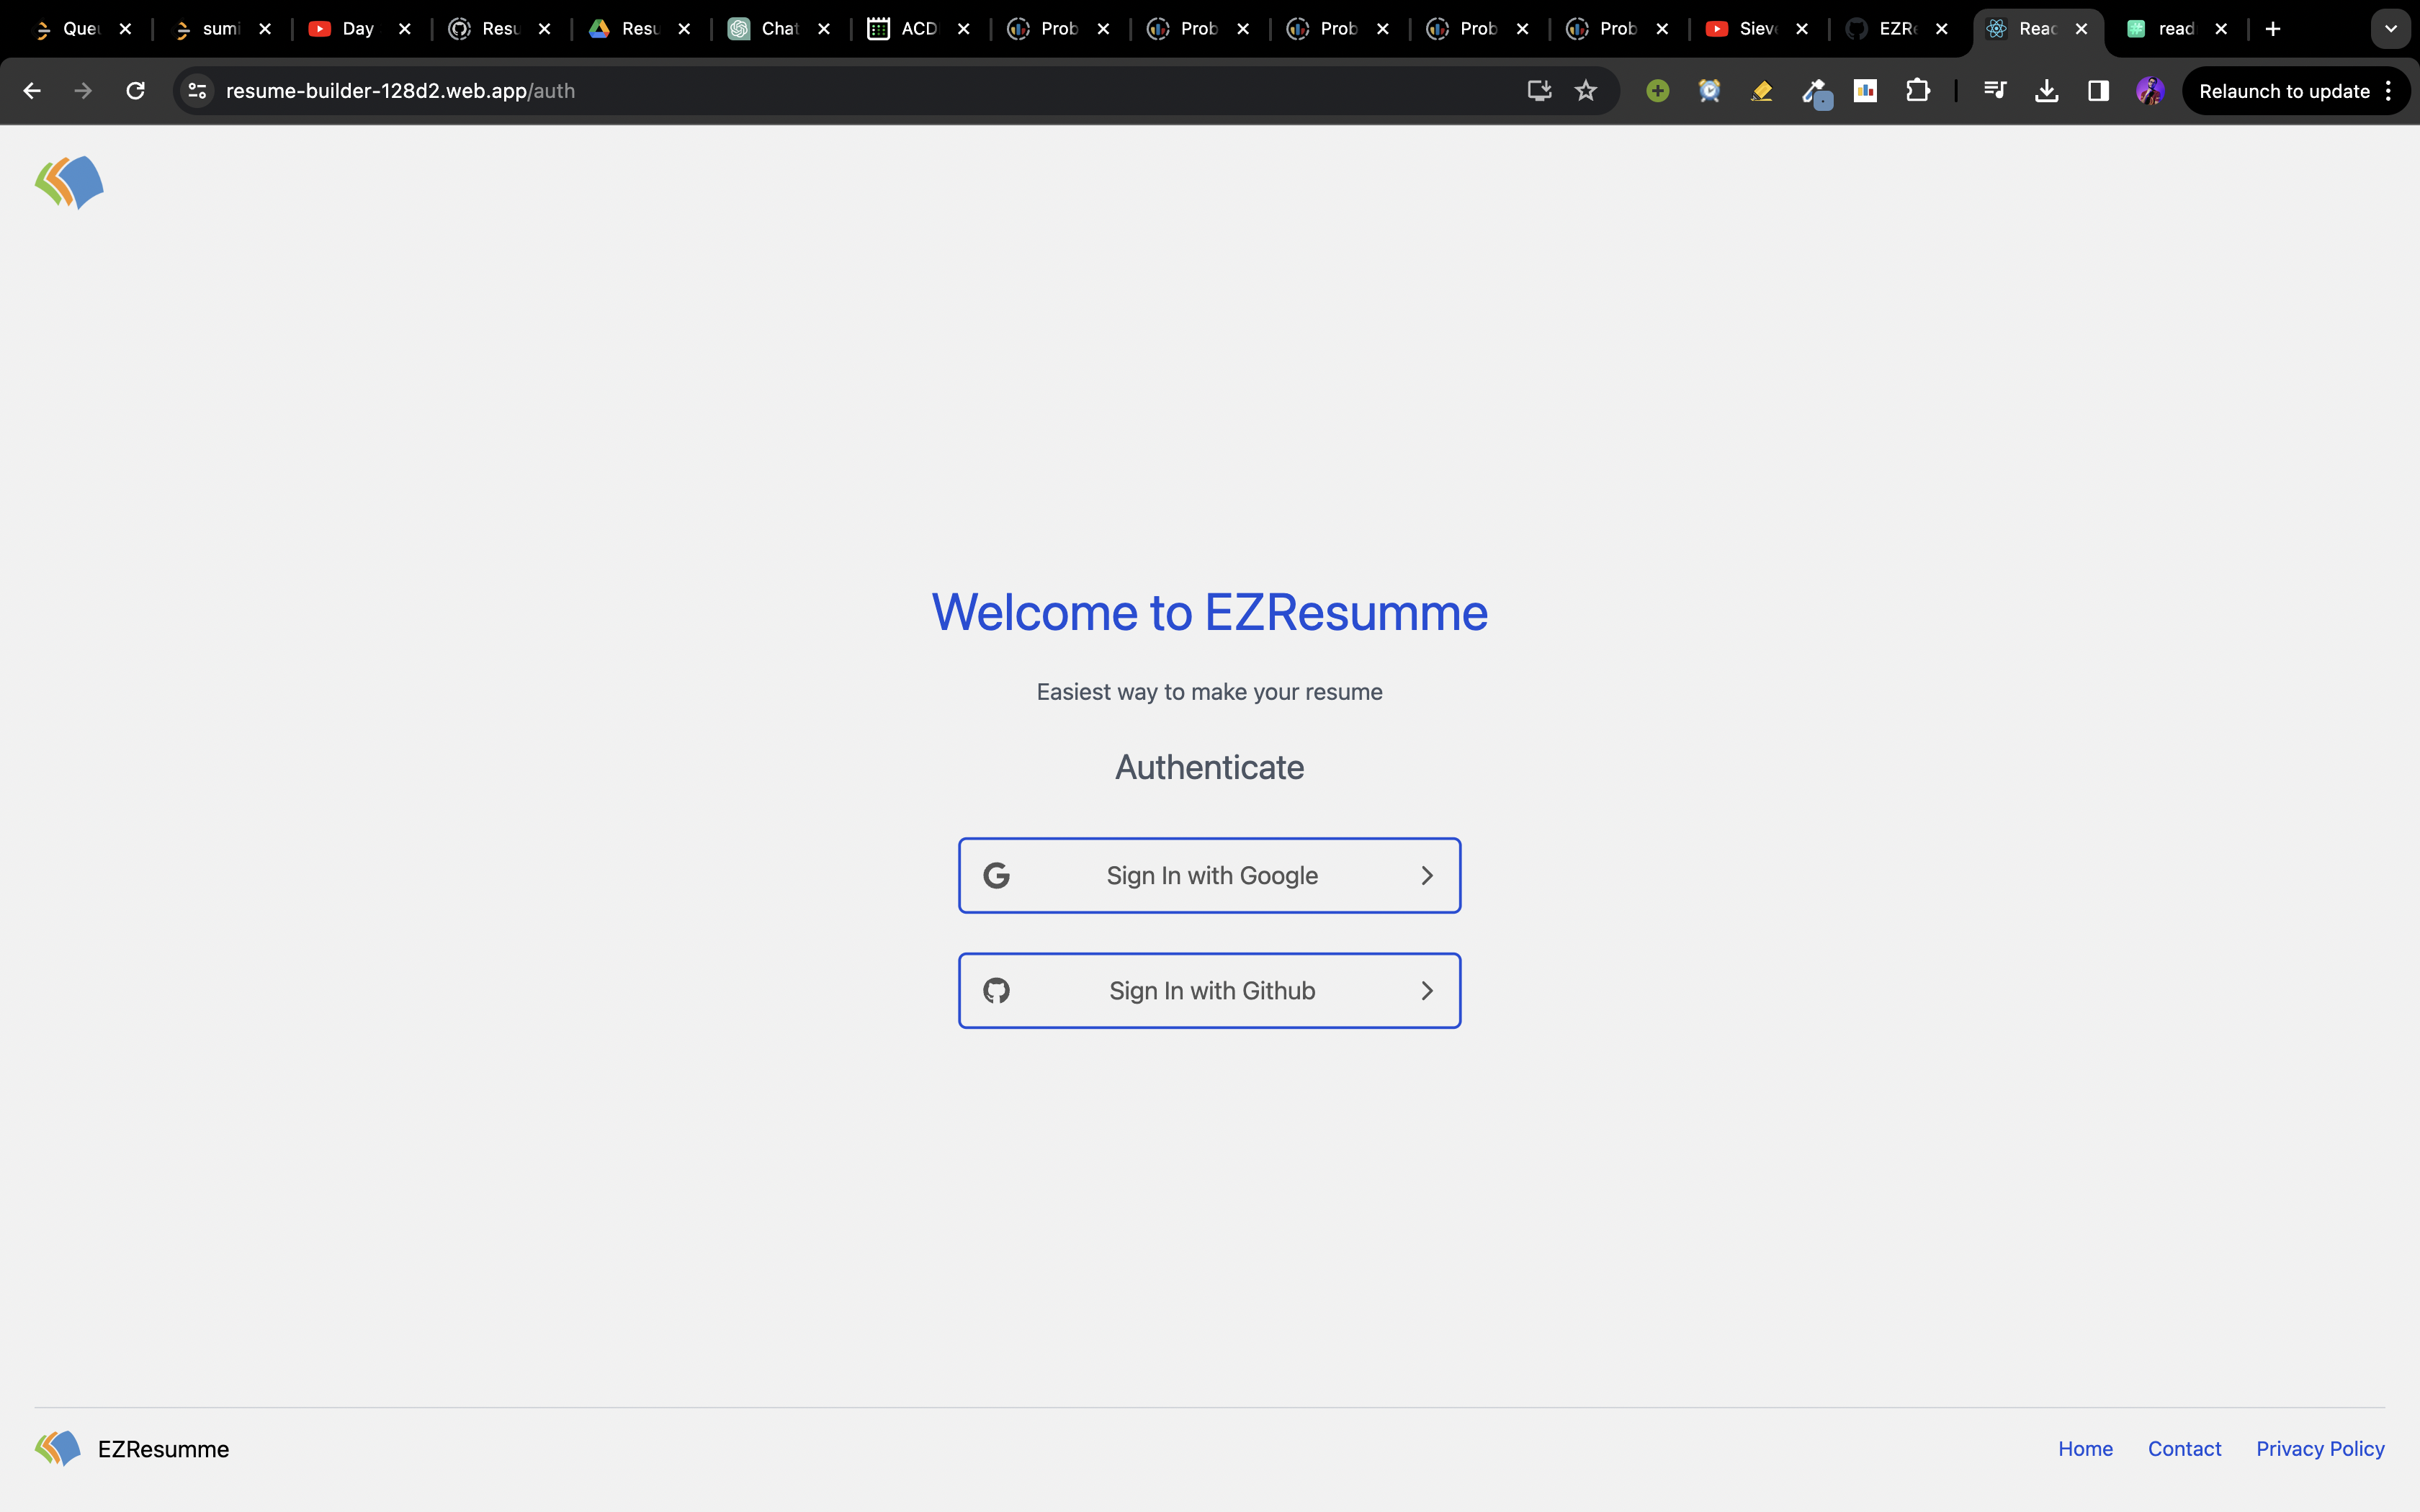 Que sumi Day Resu Resu Chat ACD Prob Prob Prob Prob Prob Siev EZRe Reac read
resume-builder-128d2.web.app/auth Relaunch to update
Welcome to EZResumme
Easiest way to make your resume
Authenticate
Sign In with Google
Sign In with Github
EZResumme Home Contact Privacy Policy